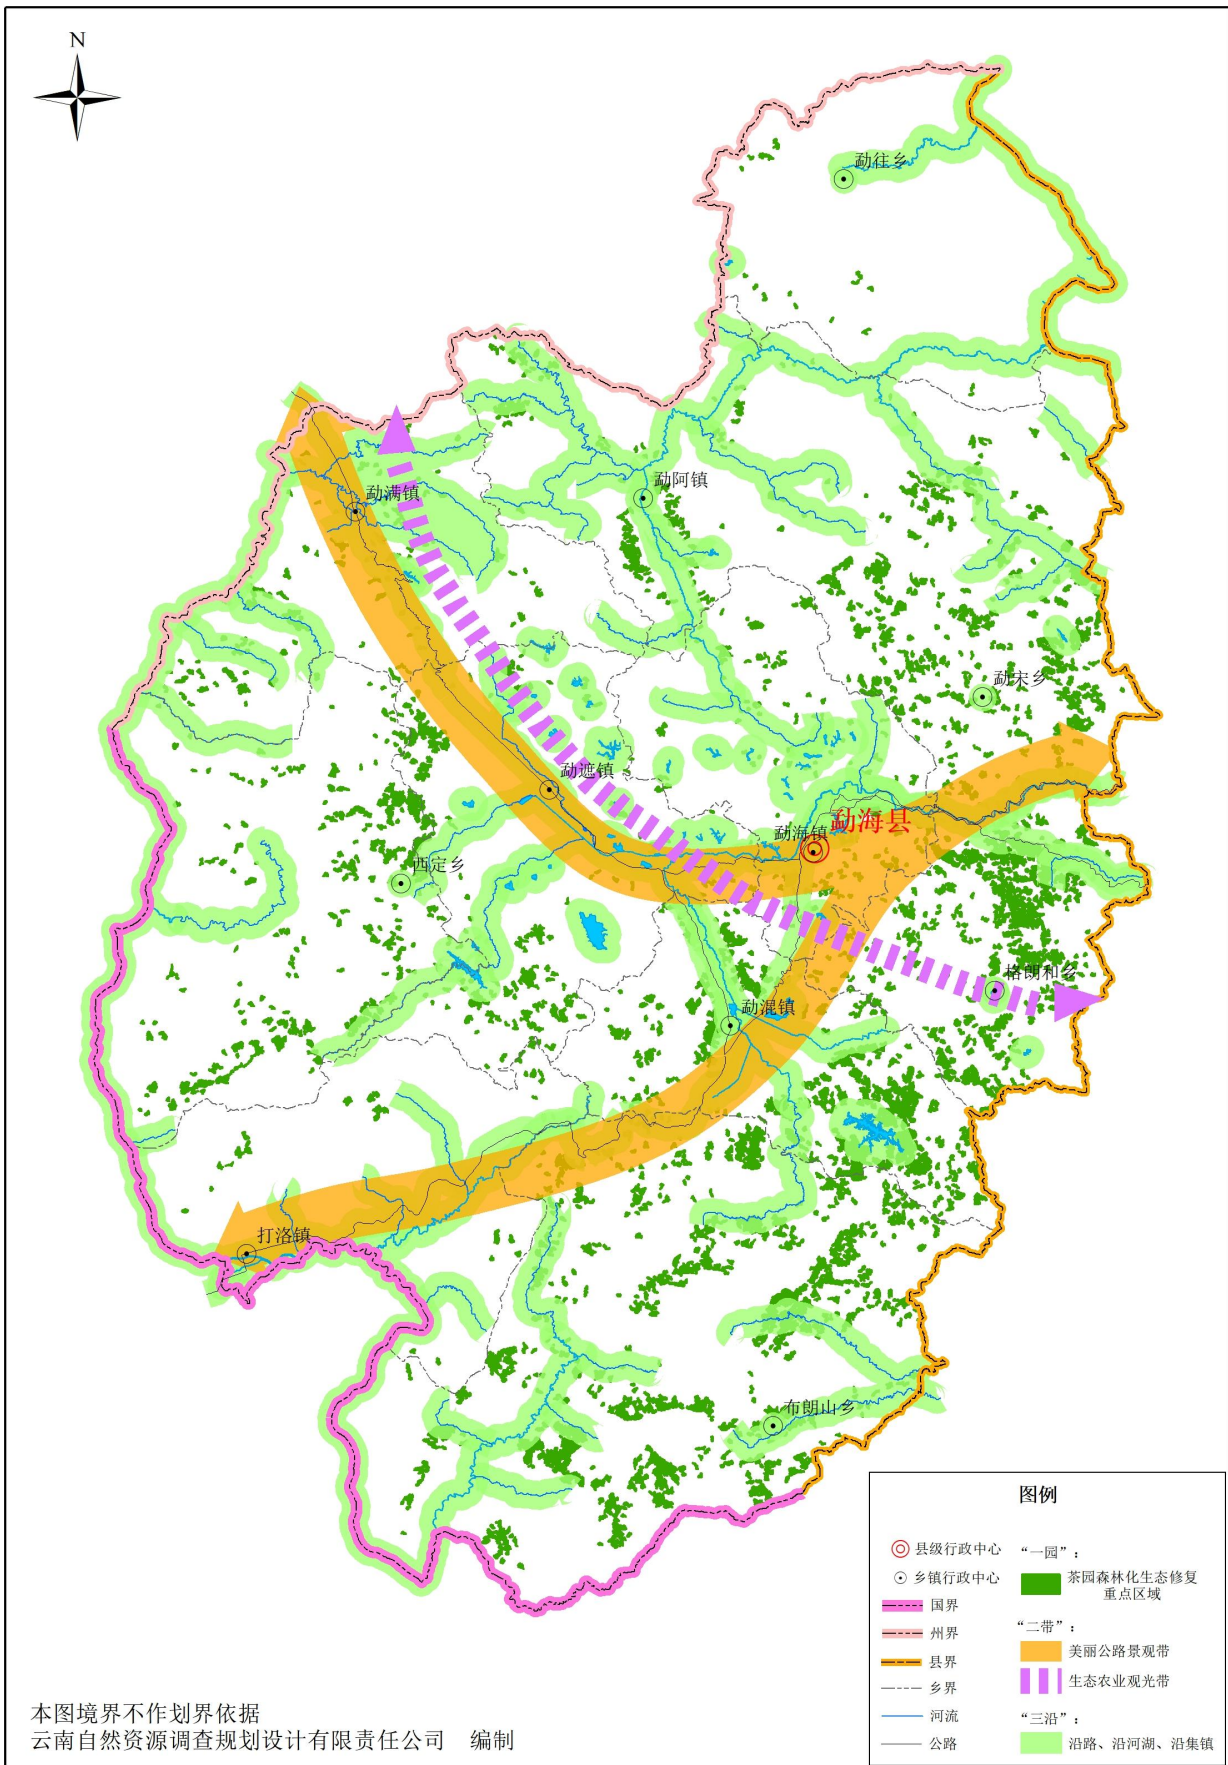 N
勐往乡
勐满镇
勐阿镇
勐宋乡
勐遮镇
勐海镇
勐海县
西定乡
格朗和乡
勐混镇
打洛镇
布朗山乡
图例
县级行政中心
乡镇行政中心
国界
州界
县界
乡界
河流
公路
“一园”：
茶园森林化生态修复
重点区域
“二带”：
美丽公路景观带
生态农业观光带
“三沿”：
沿路、沿河湖、沿集镇
本图境界不作划界依据
云南自然资源调查规划设计有限责任公司 编制